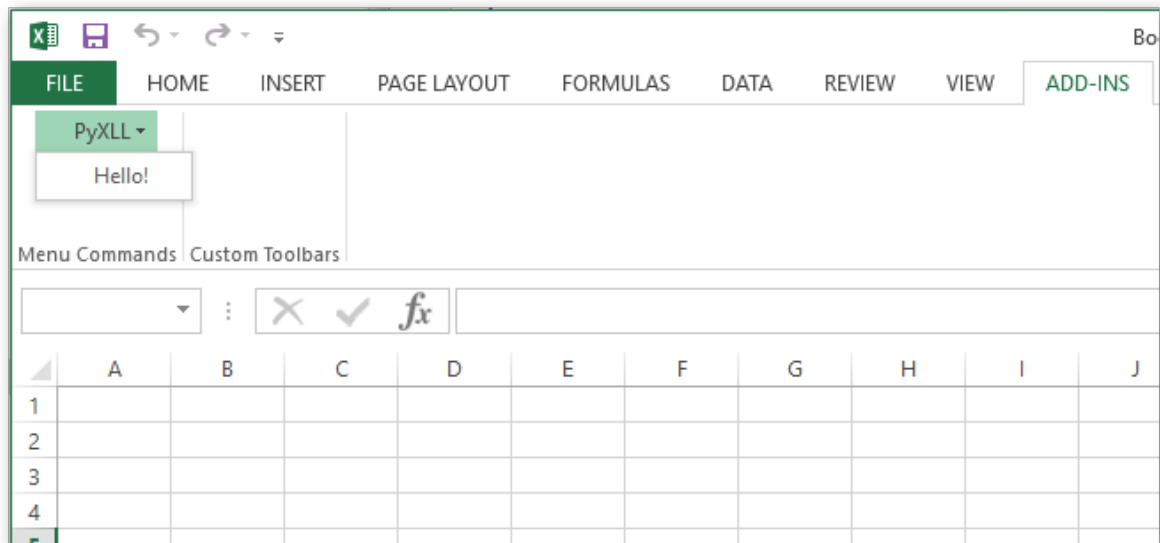 Bo
FILE HOME INSERT PAGE LAYOUT FORMULAS DATA REVIEW VIEW ADD-INS
PyXLL
Hello!
Menu Commands Custom Toolbars
fx
A B C D E F G H I J
1
2
3
4
5